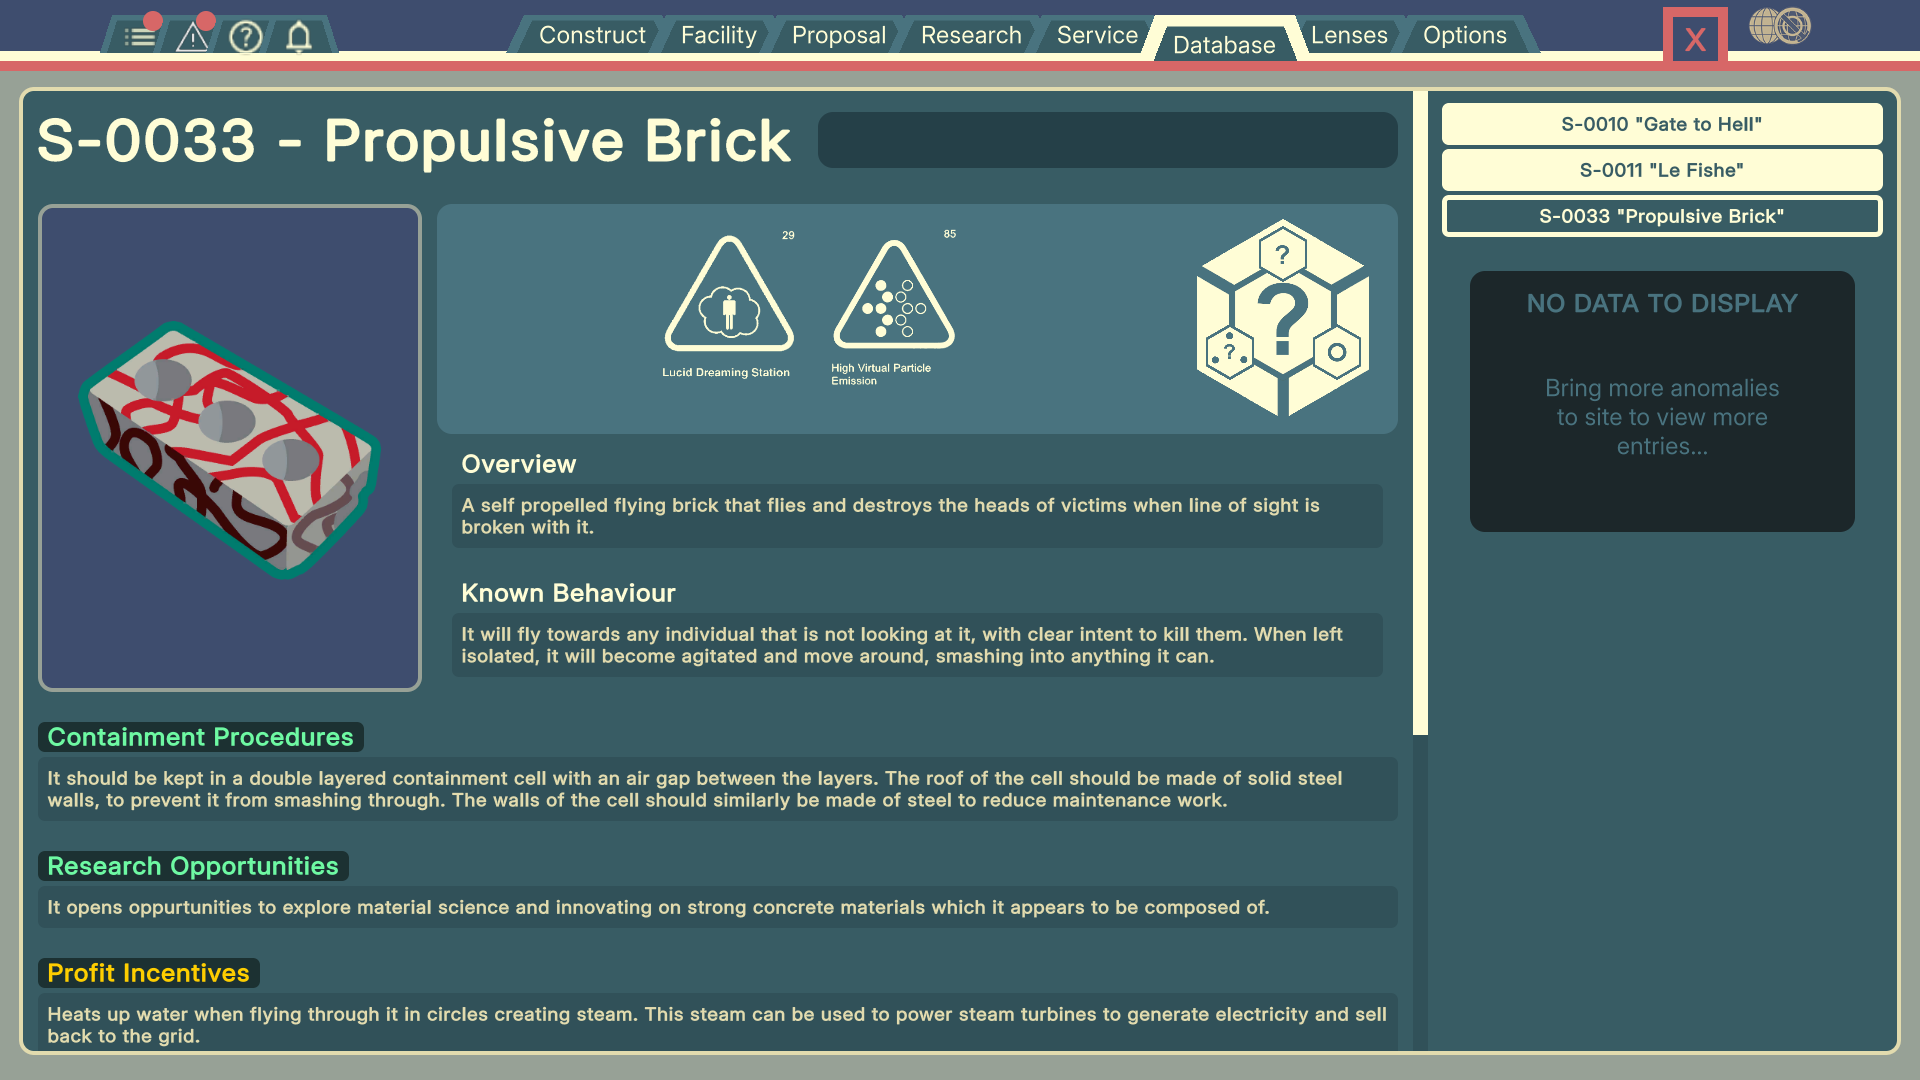 Construct
Facility
Proposal
Research
Service
Database
Lenses
Options
X
S-0033 - Propulsive Brick
29
Lucid Dreaming Station
85
High Virtual Particle
Emission
?
?
?
Overview
A self propelled flying brick that flies and destroys the heads of victims when line of sight is
broken with it.
Known Behaviour
It will fly towards any individual that is not looking at it, with clear intent to kill them. When left
isolated, it will become agitated and move around, smashing into anything it can.
Containment Procedures
It should be kept in a double layered containment cell with an air gap between the layers. The roof of the cell should be made of solid steel
walls, to prevent it from smashing through. The walls of the cell should similarly be made of steel to reduce maintenance work.
Research Opportunities
It opens oppurtunities to explore material science and innovating on strong concrete materials which it appears to be composed of.
Profit Incentives
Heats up water when flying through it in circles creating steam. This steam can be used to power steam turbines to generate electricity and sell
back to the grid.
S-0010 "Gate to Hell"
S-0011 "Le Fishe"
S-0033 "Propulsive Brick"
NO DATA TO DISPLAY
Bring more anomalies
to site to view more
entries...